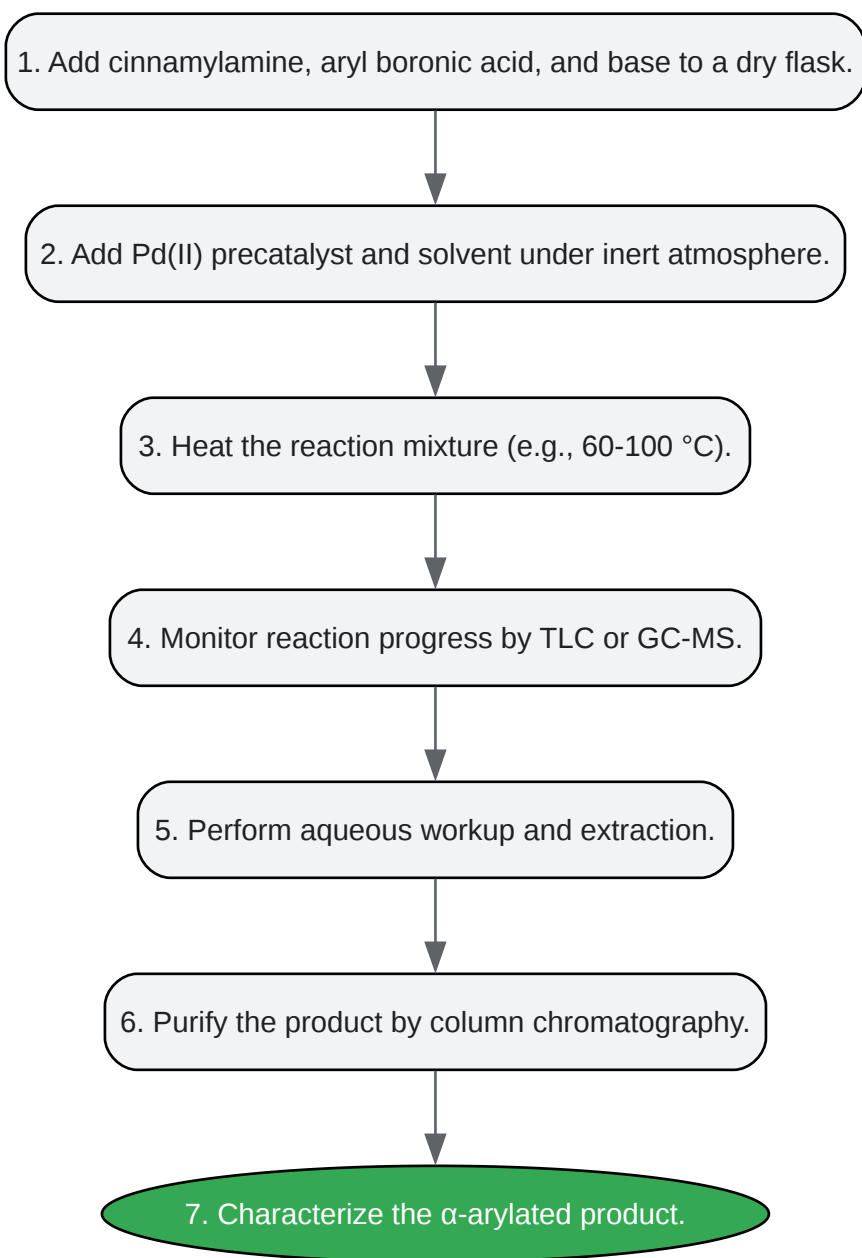 1. Add cinnamylamine, aryl boronic acid, and base to a dry flask.
2. Add Pd(II) precatalyst and solvent under inert atmosphere.
3. Heat the reaction mixture (e.g., 60-100 °C).
4. Monitor reaction progress by TLC or GC-MS.
5. Perform aqueous workup and extraction.
6. Purify the product by column chromatography.
7. Characterize the α-arylated product.